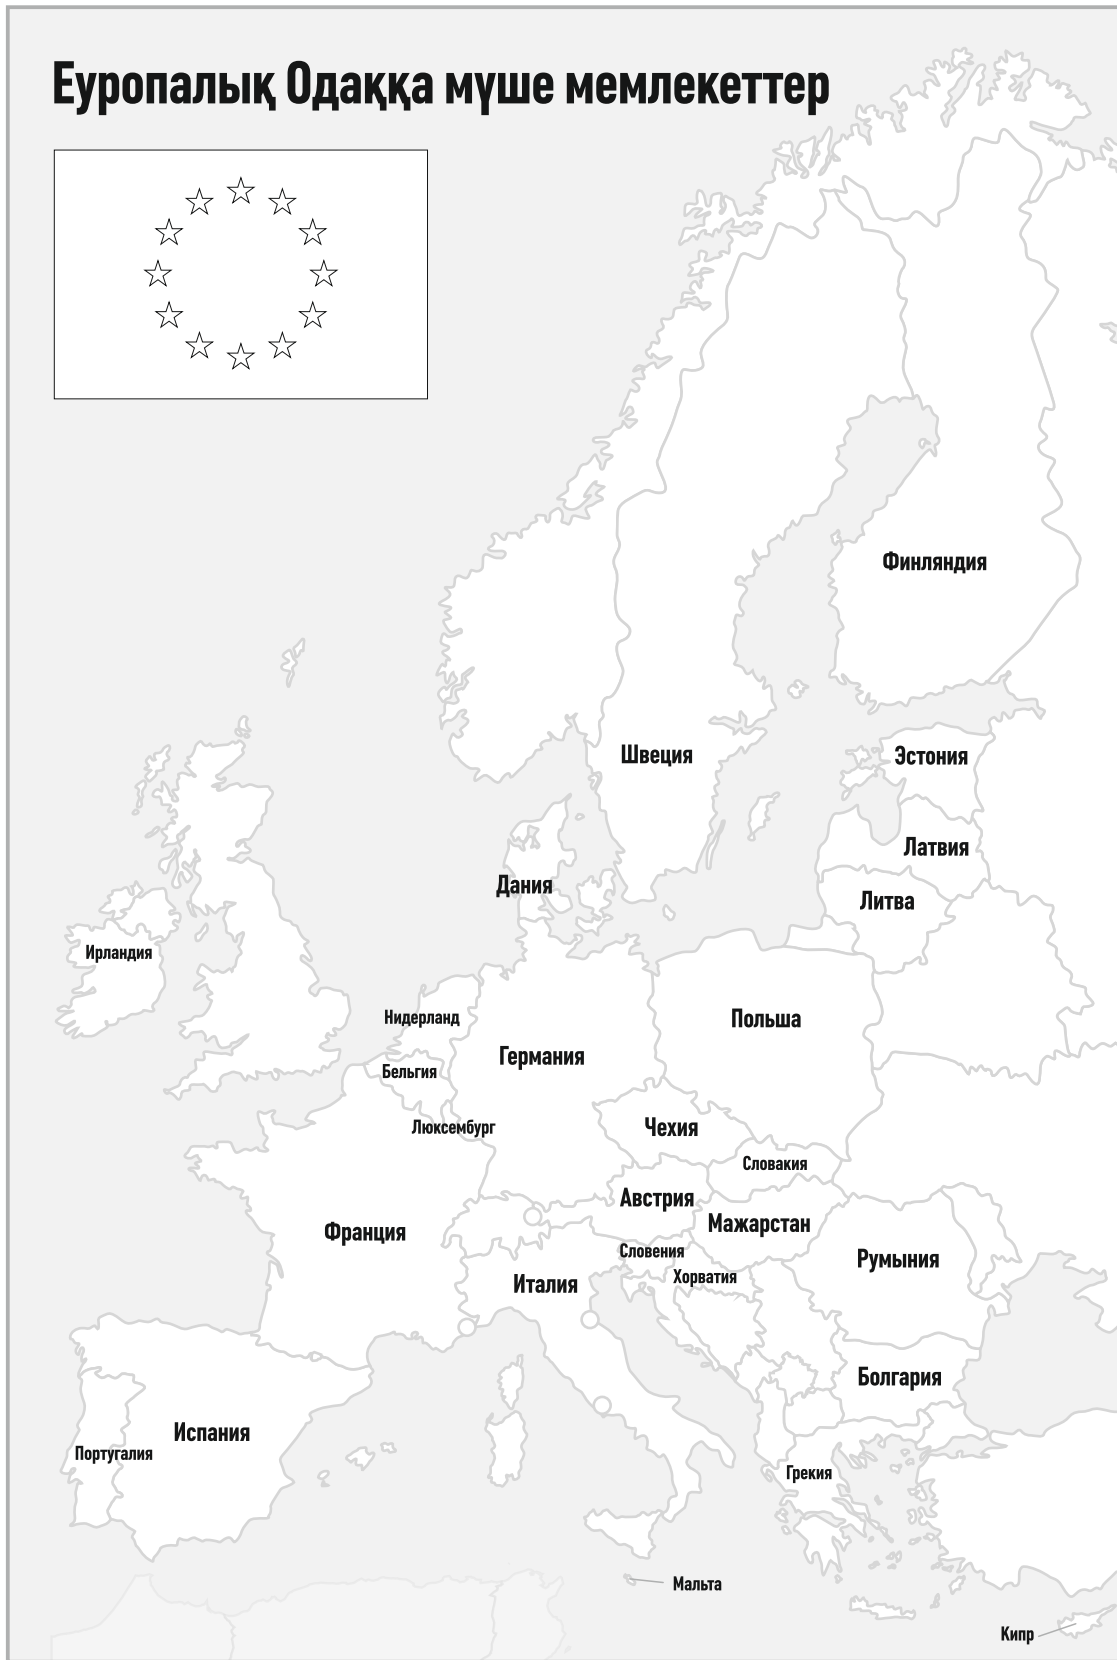 Еуропалық Одаққа мүше мемлекеттер
Финляндия
Швеция
Эстония
Латвия
Дания
Литва
Ирландия
Нидерланд
Польша
Германия
Бельгия
Люксембург
Чехия
Словакия
Австрия
Мажарстан
Франция
Словения
Румыния
Хорватия
Италия
Болгария
Испания
Португалия
Грекия
Мальта
Кипр